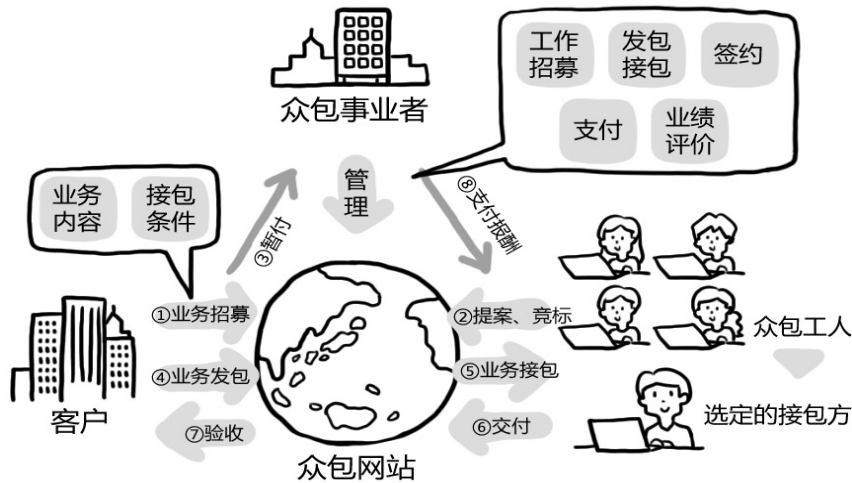 工作
招募
发包
接包
签约
支付
业绩
评价
众包事业者
管
理
业务
内容
接包
条件
③暂付
⑧支付报酬
①业务招募
②提案、竞标
众包工人
④业务发包
⑤业务接包
选定的接包方
客户
⑦验收
⑥交付
众包网站